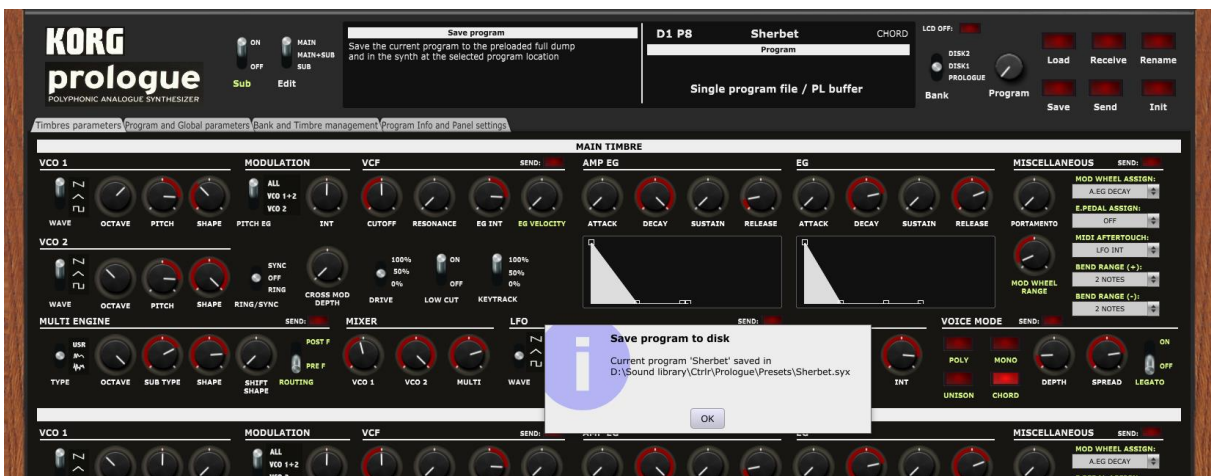 KORG
prologue
POLYPHONIC ANALOGUE SYNTHESIZER
ON
OFF
Sub
MAIN
MAIN+SUB
SUB
Edit
Save program
Save the current program to the preloaded full dump
and in the synth at the selected program location
D1 P8 Sherbet CHORD
Program
Single program file / PL buffer
LCD OFF:
DISK2
DISK1
PROLOGUE
Bank Program
Load Receive Rename
Save Send Init
Timbres parameters Program and Global parameters Bank and Timbre management Program Info and Panel settings
MAIN TIMBRE
VCO 1
WAVE OCTAVE PITCH SHAPE
MODULATION
ALL
VCO 1+2
VCO 2
PITCH EG INT
VCF SEND:
CUTOFF RESONANCE EG INT EG VELOCITY
AMP EG
ATTACK DECAY SUSTAIN RELEASE
EG
ATTACK DECAY SUSTAIN RELEASE
MISCELLANEOUS SEND:
PORTAMENTO
MOD WHEEL
RANGE
MOD WHEEL ASSIGN:
A.EG DECAY
E.PEDAL ASSIGN:
OFF
MIDI AFTERTOUCH:
LFO INT
BEND RANGE (+):
2 NOTES
BEND RANGE (-):
2 NOTES
VCO 2
WAVE OCTAVE PITCH SHAPE
SYNC
OFF
RING
RING/SYNC
CROSS MOD
DEPTH
100%
50%
0%
DRIVE
ON
OFF
LOW CUT
100%
50%
0%
KEYTRACK
MULTI ENGINE SEND:
USR
TYPE OCTAVE SUB TYPE SHAPE SHIFT
SHAPE
POST F
PRE F
ROUTING
MIXER
VCO 1 VCO 2 MULTI
LFO SEND:
WAVE
INT
VOICE MODE SEND:
POLY MONO
UNISON CHORD
DEPTH SPREAD
ON
OFF
LEGATO
Save program to disk
Current program 'Sherbet' saved in
D:\Sound library\Ctrlr\Prologue\Presets\Sherbet.syx
OK
VCO 1
MODULATION
ALL
VCO 1+2
VCF SEND:
MISCELLANEOUS SEND:
MOD WHEEL ASSIGN:
A.EG DECAY